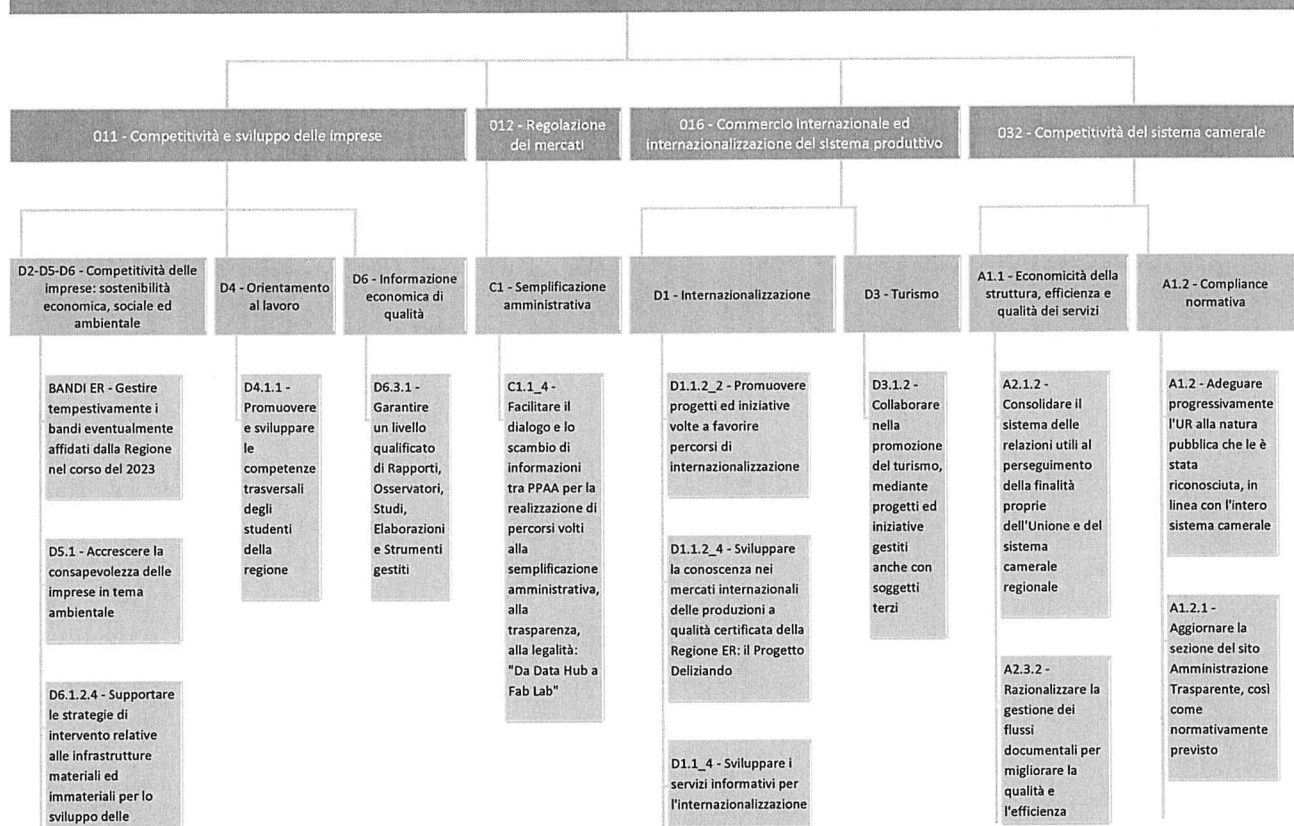 011 - Competitività e sviluppo delle imprese
012 - Regolazione
dei mercati
016 - Commercio internazionale ed
internazionalizzazione del sistema produttivo
032 - Competitività del sistema camerale
D2-D5-D6 - Competitività delle
imprese: sostenibilità
economica, sociale ed
ambientale
D4 - Orientamento
al lavoro
D6 - Informazione
economica di
qualità
C1 - Semplificazione
amministrativa
D1 - Internazionalizzazione
D3 - Turismo
A1.1 - Economicità della
struttura, efficienza e
qualità dei servizi
A1.2 - Compliance
normativa
BANDI ER - Gestire
tempestivamente i
bandi eventualmente
affidati dalla Regione
nel corso del 2023
D5.1 - Accrescere la
consapevolezza delle
imprese in tema
ambientale
D6.1.2.4 - Supportare
le strategie di
intervento relative
alle infrastrutture
materiali ed
immateriali per lo
sviluppo delle
D4.1.1 -
Promuovere
e sviluppare
le
competenze
trasversali
degli
studenti
della
regione
D6.3.1 -
Garantire
un livello
qualificato
di Rapporti,
Osservatori,
Studi,
Elaborazioni
e Strumenti
gestiti
C1.1_4 -
Facilitare il
dialogo e lo
scambio di
informazioni
tra PPAA per la
realizzazione di
percorsi volti
alla
semplificazione
amministrativa,
alla
trasparenza,
alla legalità:
"Da Data Hub a
Fab Lab"
D1.1.2_2 - Promuovere
progetti ed iniziative
volte a favorire
percorsi di
internazionalizzazione
D1.1.2_4 - Sviluppare
la conoscenza nei
mercati internazionali
delle produzioni a
qualità certificata della
Regione ER: il Progetto
Deliziando
D1.1_4 - Sviluppare i
servizi informativi per
l'internazionalizzazione
D3.1.2 -
Collaborare
nella
promozione
del turismo,
mediante
progetti ed
iniziative
gestiti
anche con
soggetti
terzi
A2.1.2 -
Consolidare il
sistema delle
relazioni utili al
perseguimento
della finalità
proprie
dell'Unione e del
sistema
camerale
regionale
A2.3.2 -
Razionalizzare la
gestione dei
flussi
documentali per
migliorare la
qualità e
l'efficienza
A1.2 - Adeguare
progressivamente
l'UR alla natura
pubblica che le è
stata
riconosciuta, in
linea con l'intero
sistema camerale
A1.2.1 -
Aggiornare la
sezione del sito
Amministrazione
Trasparente, così
come
normativamente
previsto